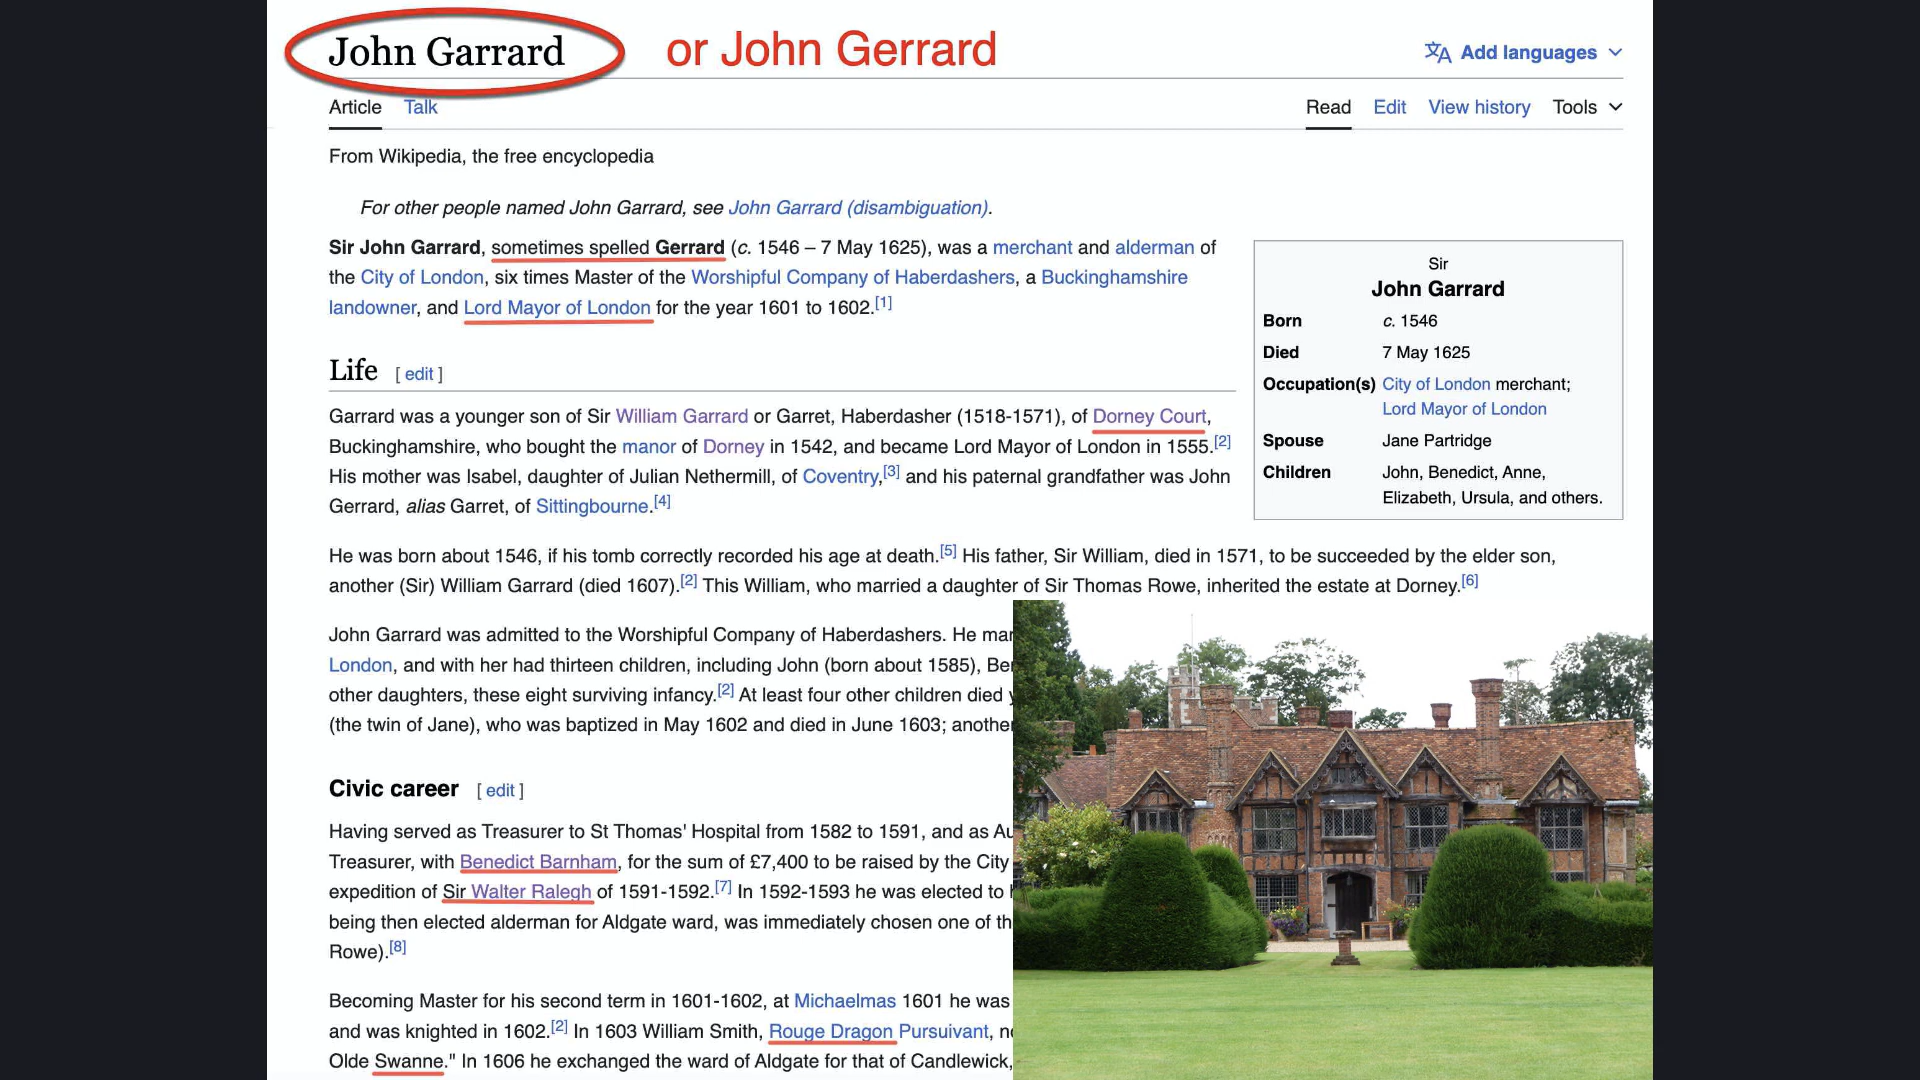 John Garrard
or John Gerrard
Add languages
Article Talk
Read Edit View history Tools
From Wikipedia, the free encyclopedia
For other people named John Garrard, see John Garrard (disambiguation).
Sir John Garrard, sometimes spelled Gerrard (c. 1546 – 7 May 1625), was a merchant and alderman of
the City of London, six times Master of the Worshipful Company of Haberdashers, a Buckinghamshire
landowner, and Lord Mayor of London for the year 1601 to 1602.[1]
Sir
John Garrard
Born c. 1546
Died 7 May 1625
Occupation(s) City of London merchant;
Lord Mayor of London
Spouse Jane Partridge
Children John, Benedict, Anne,
Elizabeth, Ursula, and others.
Life [ edit ]
Garrard was a younger son of Sir William Garrard or Garret, Haberdasher (1518-1571), of Dorney Court,
Buckinghamshire, who bought the manor of Dorney in 1542, and became Lord Mayor of London in 1555.[2]
His mother was Isabel, daughter of Julian Nethermill, of Coventry,[3] and his paternal grandfather was John
Gerrard, alias Garret, of Sittingbourne.[4]
He was born about 1546, if his tomb correctly recorded his age at death.[5] His father, Sir William, died in 1571, to be succeeded by the elder son,
another (Sir) William Garrard (died 1607).[2] This William, who married a daughter of Sir Thomas Rowe, inherited the estate at Dorney.[6]
John Garrard was admitted to the Worshipful Company of Haberdashers. He mar
London, and with her had thirteen children, including John (born about 1585), Be
other daughters, these eight surviving infancy.[2] At least four other children died
(the twin of Jane), who was baptized in May 1602 and died in June 1603; another
Civic career [ edit ]
Having served as Treasurer to St Thomas' Hospital from 1582 to 1591, and as Au
Treasurer, with Benedict Barnham, for the sum of £7,400 to be raised by the City
expedition of Sir Walter Ralegh of 1591-1592.[7] In 1592-1593 he was elected to
being then elected alderman for Aldgate ward, was immediately chosen one of th
Rowe).[8]
Becoming Master for his second term in 1601-1602, at Michaelmas 1601 he was
and was knighted in 1602.[2] In 1603 William Smith, Rouge Dragon Pursuivant,
Olde Swanne." In 1606 he exchanged the ward of Aldgate for that of Candlewick,